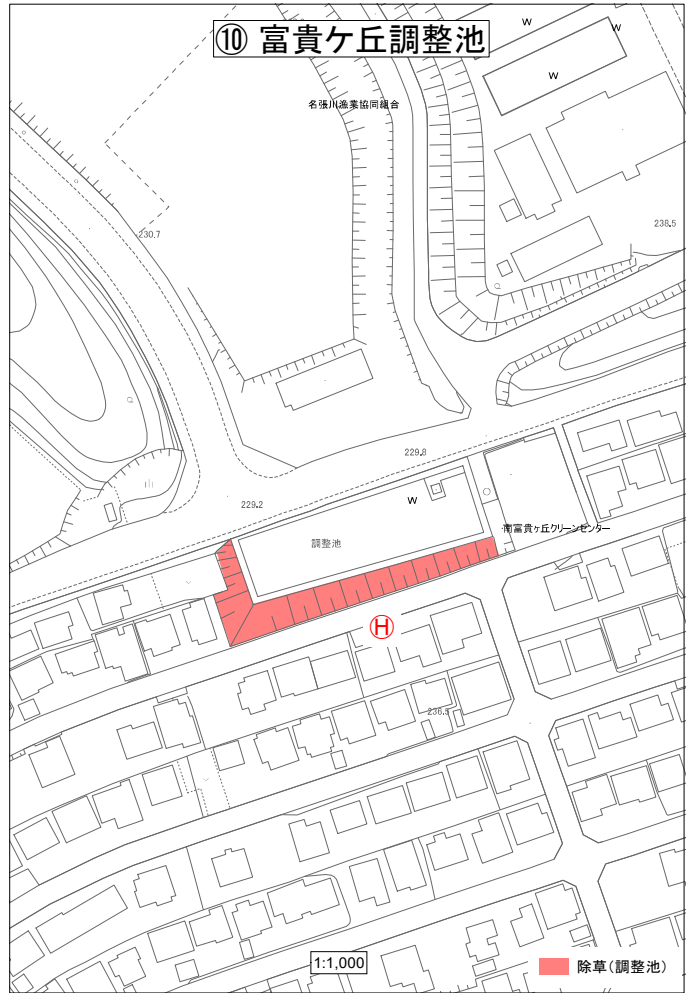 ⑩ 富貴ケ丘調整池
W
W
W
名張川漁業協同組合
238.5
230.7
229.8
229.2
W
南富貴ヶ丘クリーンセンター
調整池
Ⓗ
236.5
1:1,000
除草(調整池)